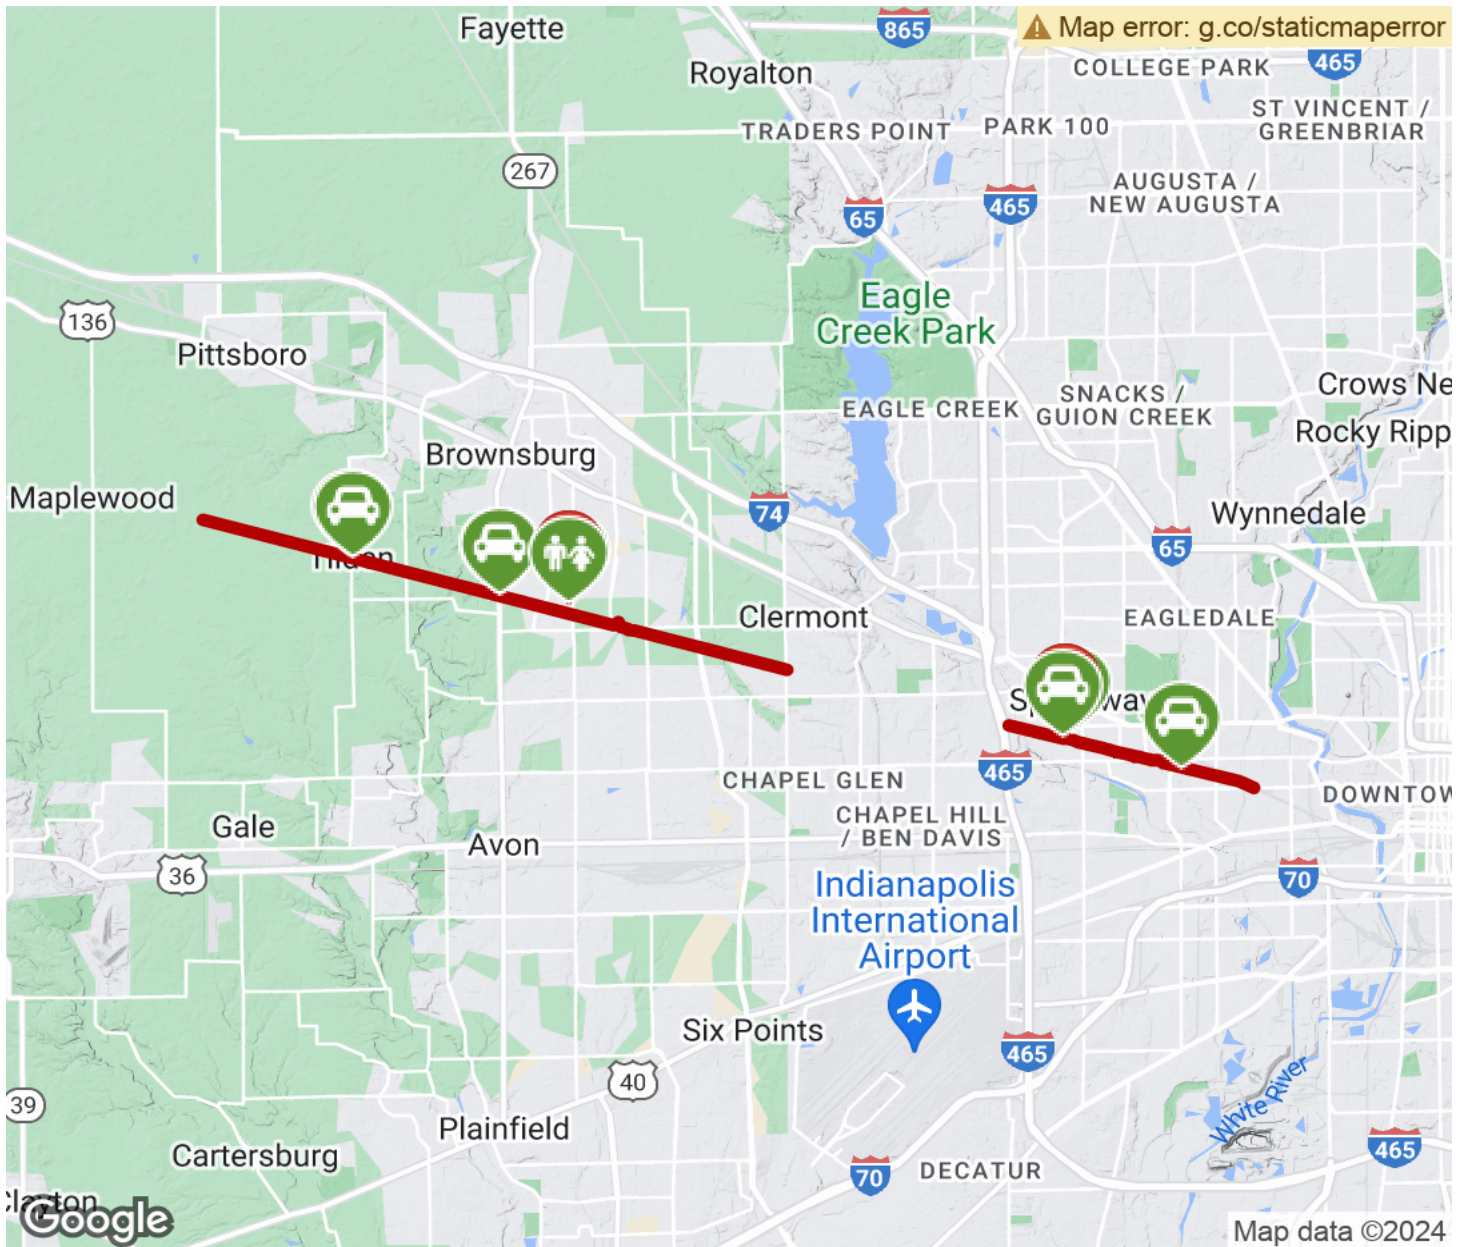 Fayette
865
Map error: g.co/staticmaperror
Royalton
COLLEGE PARK
465
TRADERS POINT
PARK 100
ST VINCENT /
GREENBRIAR
267
AUGUSTA /
NEW AUGUSTA
65
465
136
Pittsboro
Eagle
Creek Park
EAGLE CREEK
SNACKS /
GUION CREEK
Crows Ne
Rocky Ripp
Brownsburg
Maplewood
74
Wynnedale
65
Clermont
EAGLEDALE
465
CHAPEL GLEN
DOWNTOW
CHAPEL HILL
/ BEN DAVIS
Gale
Avon
36
70
Indianapolis
International
Airport
Six Points
465
40
39
White River
Plainfield
Cartersburg
70
DECATUR
465
Clayton
Google
Map data ©2024